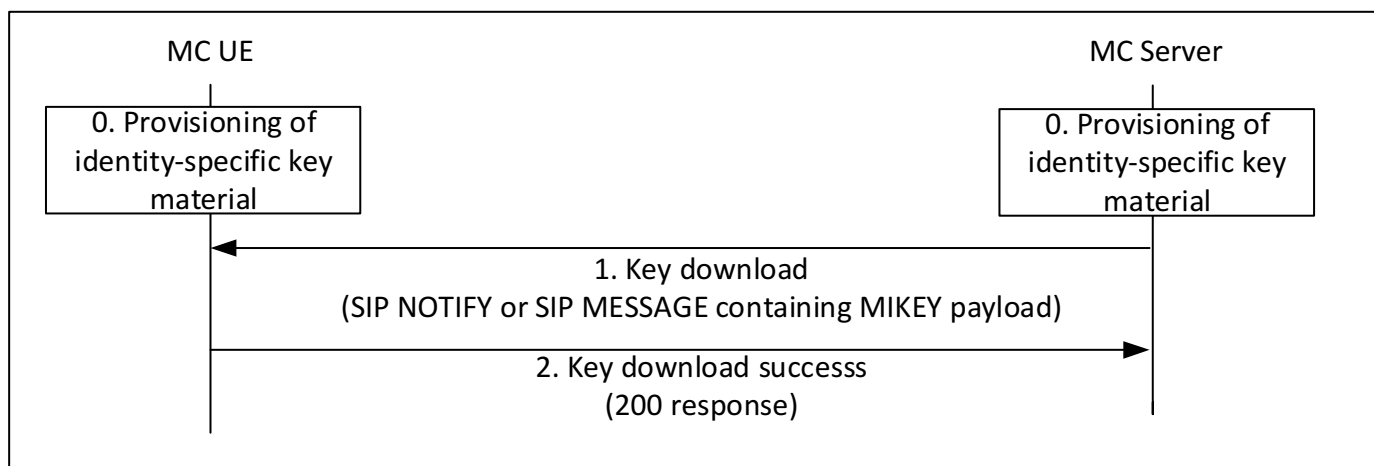 MC UE
MC Server
0. Provisioning of
identity-specific key
material
0. Provisioning of
identity-specific key
material
1. Key download
(SIP NOTIFY or SIP MESSAGE containing MIKEY payload)
2. Key download successs
(200 response)